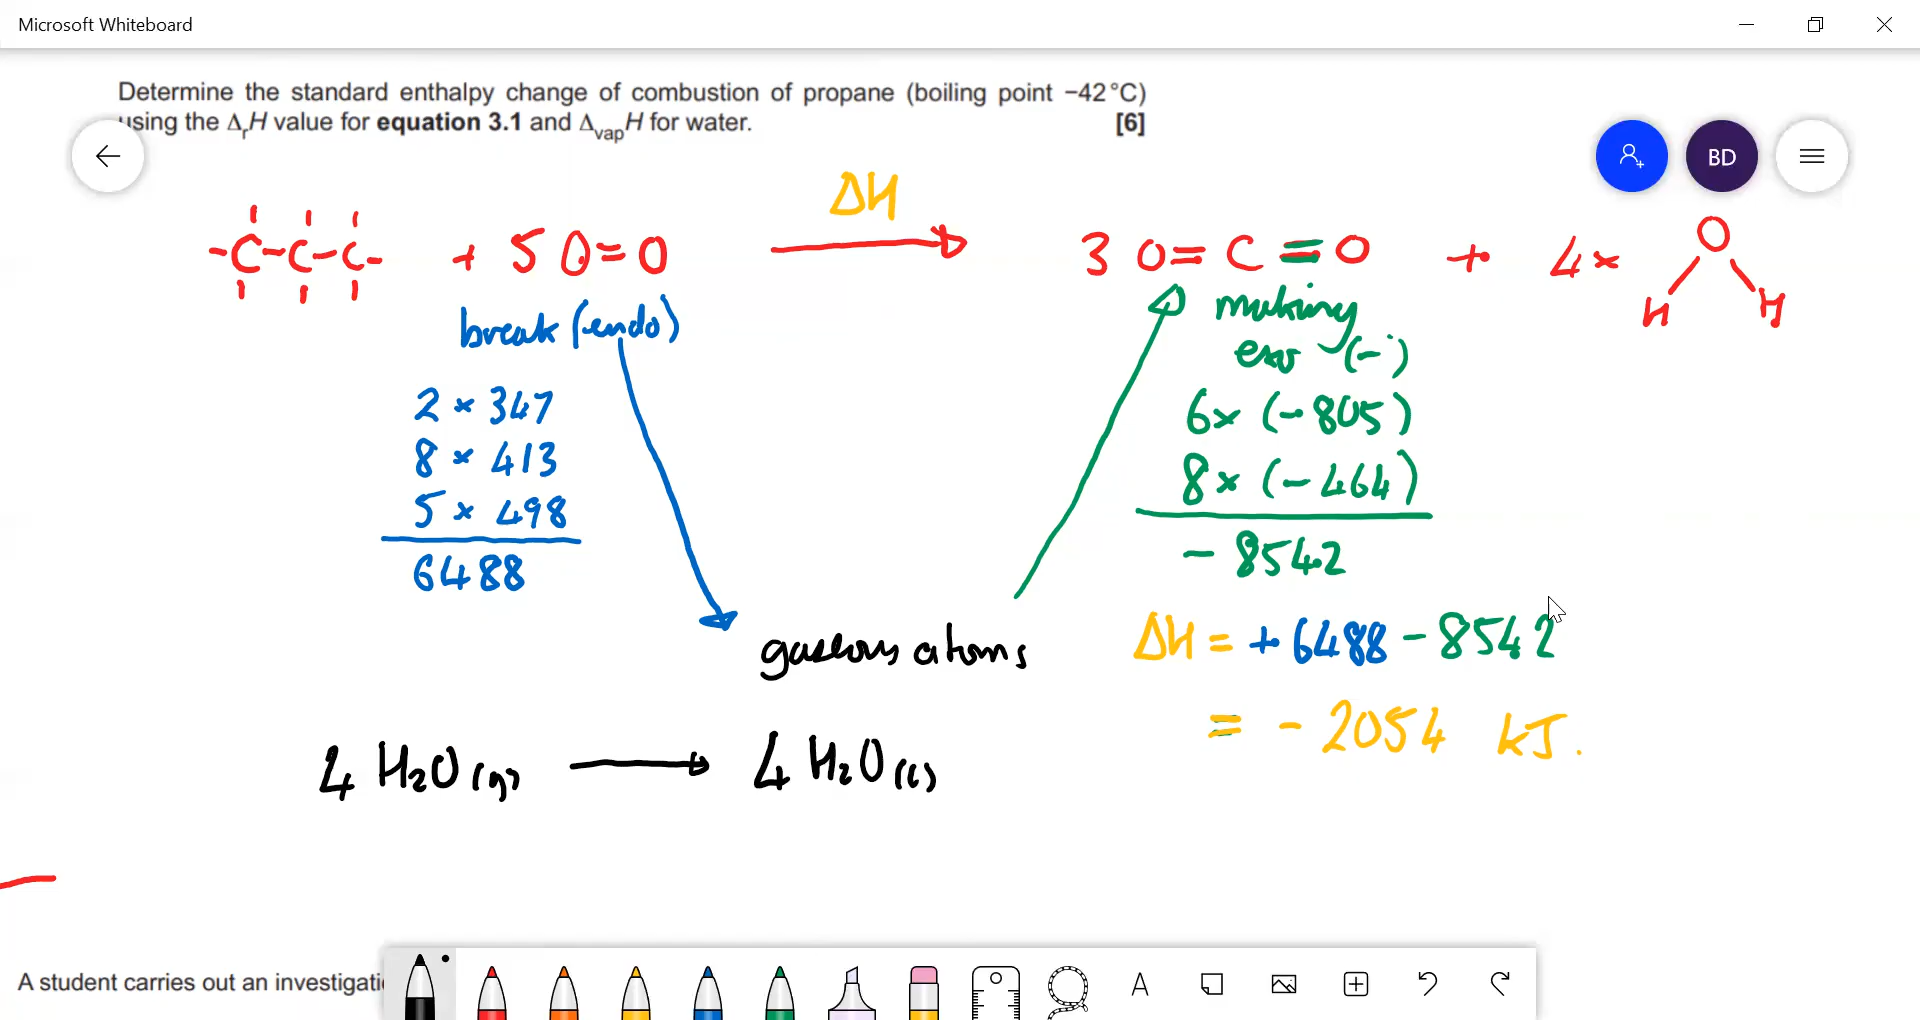 Microsoft Whiteboard
Determine the standard enthalpy change of combustion of propane (boiling point −42 °C)
using the ΔrH value for equation 3.1 and ΔvapH for water. [6]
BD
ΔH
-C-C-C- + 5 O=O 3 O=C=O + 4× O
H H
break (endo)
making
exo (-)
2 × 347
8 × 413
5 × 498
6488
6× (-805)
8× (-464)
- 8542
gaseous atoms
ΔH = + 6488 - 8542
= - 2054 kJ.
4 H2O(g) → 4 H2O(l)
A student carries out an investigati
A